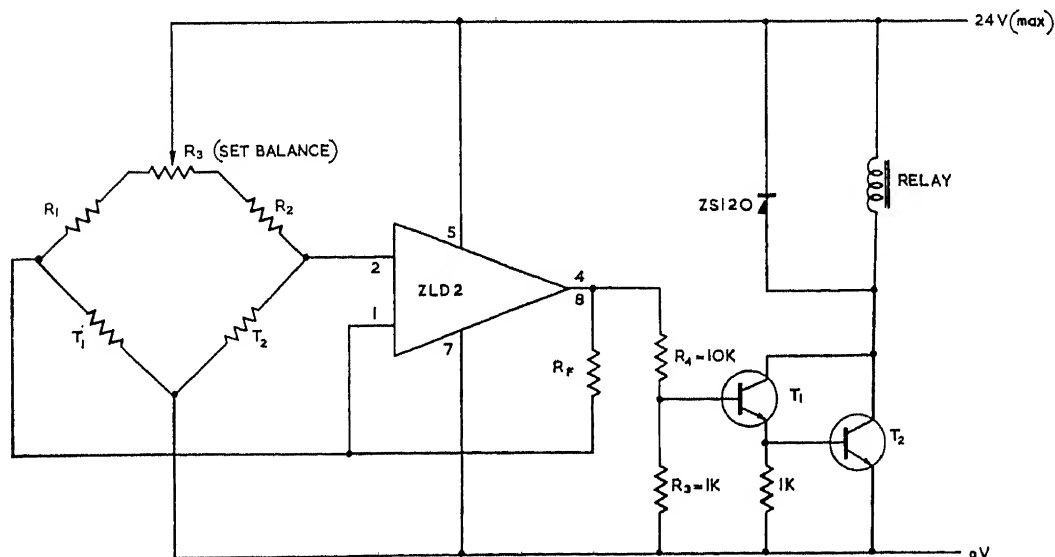 24V (max)
R3 (SET BALANCE)
R1
R2
T1
T2
5
2
1
7
ZLD2
4
8
RF
R4=10K
R3=1K
ZS120
RELAY
T1
T2
1K
0V